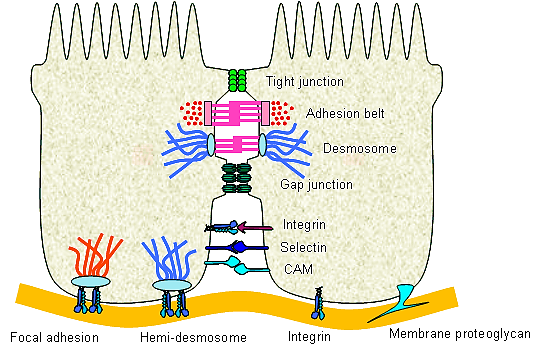 Tight junction
Adhesion belt
Desmosome
Gap junction
Integrin
Selectin
CAM
Focal adhesion
Hemi-desmosome
Integrin
Membrane proteoglycan